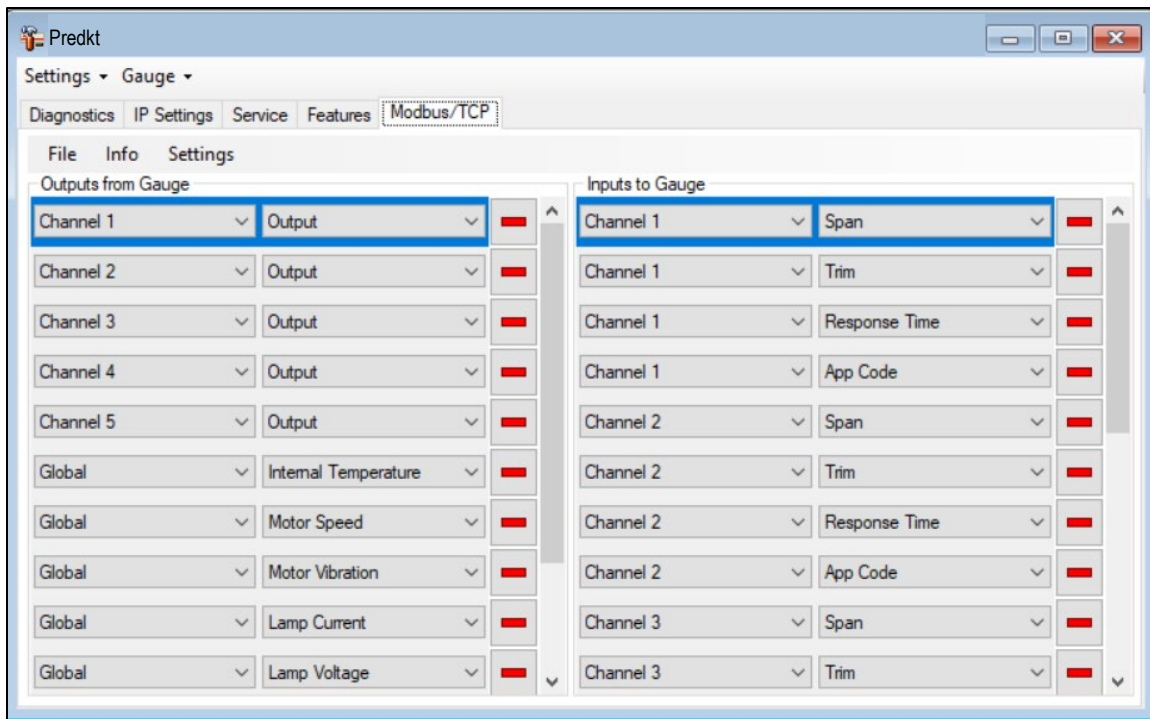 Predkt
Settings Gauge
Diagnostics IP Settings Service Features Modbus/TCP
File Info Settings
Outputs from Gauge
Channel 1 Output
Channel 2 Output
Channel 3 Output
Channel 4 Output
Channel 5 Output
Global Internal Temperature
Global Motor Speed
Global Motor Vibration
Global Lamp Current
Global Lamp Voltage
Inputs to Gauge
Channel 1 Span
Channel 1 Trim
Channel 1 Response Time
Channel 1 App Code
Channel 2 Span
Channel 2 Trim
Channel 2 Response Time
Channel 2 App Code
Channel 3 Span
Channel 3 Trim